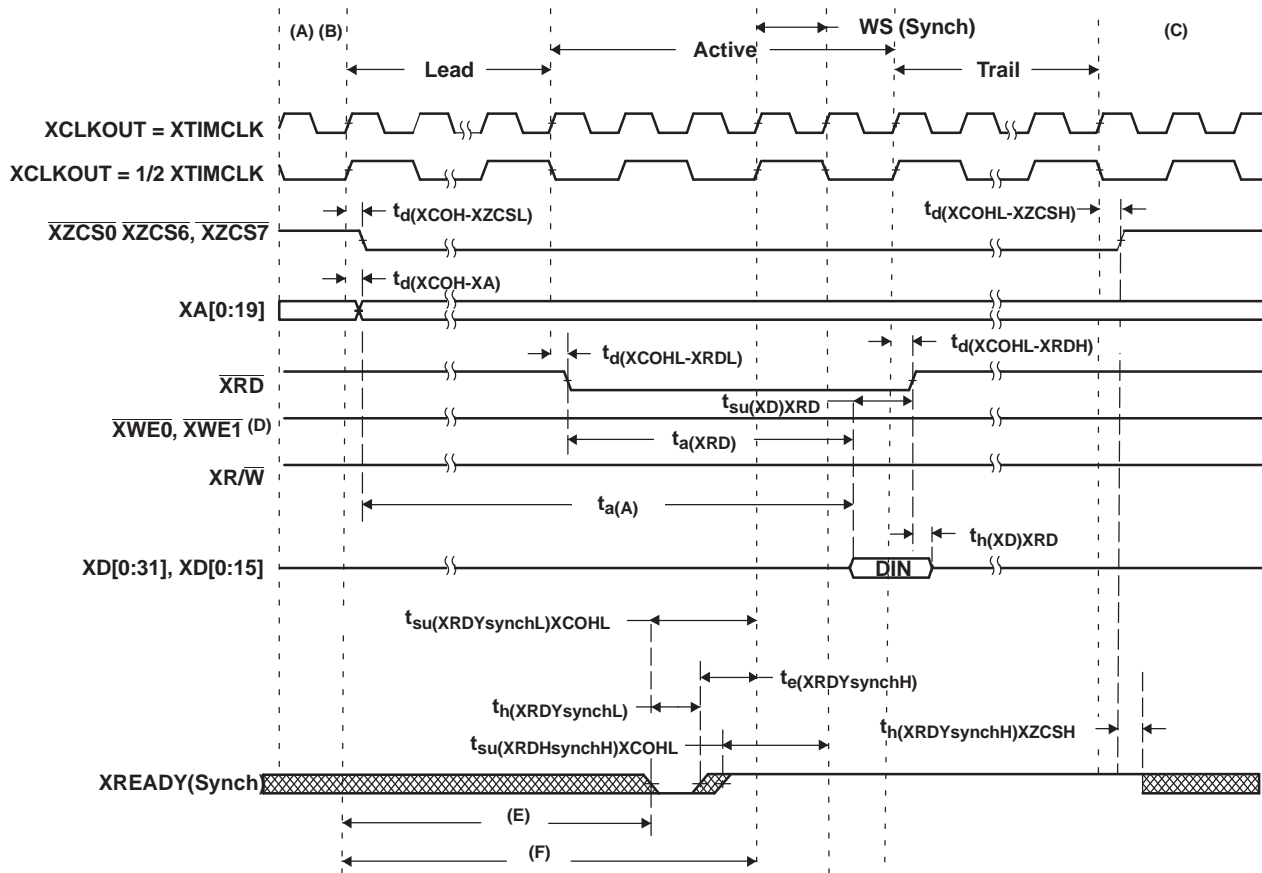 (A) (B)
WS (Synch)
(C)
Active
Lead
Trail
XCLKOUT = XTIMCLK
XCLKOUT = 1/2 XTIMCLK
td(XCOH-XZCSL)
td(XCOHL-XZCSH)
XZCS0 XZCS6, XZCS7
td(XCOH-XA)
XA[0:19]
td(XCOHL-XRDL)
td(XCOHL-XRDH)
XRD
tsu(XD)XRD
XWE0, XWE1 (D)
ta(XRD)
XR/W
ta(A)
th(XD)XRD
XD[0:31], XD[0:15]
DIN
tsu(XRDYsynchL)XCOHL
te(XRDYsynchH)
th(XRDYsynchL)
th(XRDYsynchH)XZCSH
tsu(XRDHsynchH)XCOHL
XREADY(Synch)
(E)
(F)